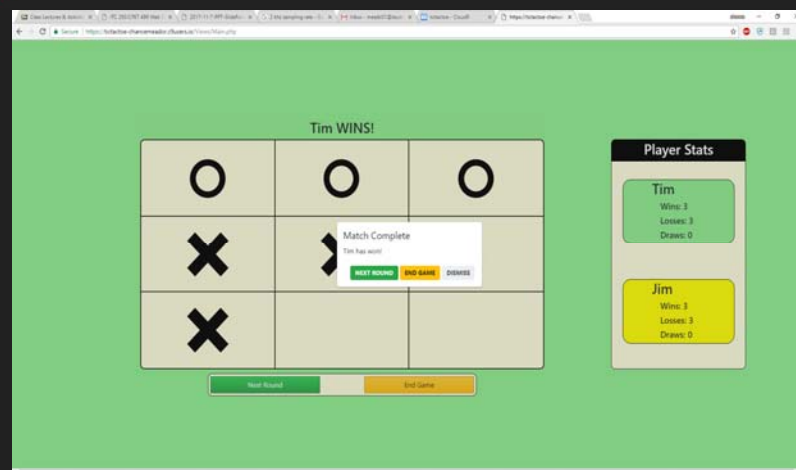 Secure
Tim WINS!
O O O
X X
X
Match Complete
Tim has won!
NEXT ROUND END GAME DISMISS
Next Round End Game
Player Stats
Tim
Wins: 3
Losses: 3
Draws: 0
Jim
Wins: 3
Losses: 3
Draws: 0